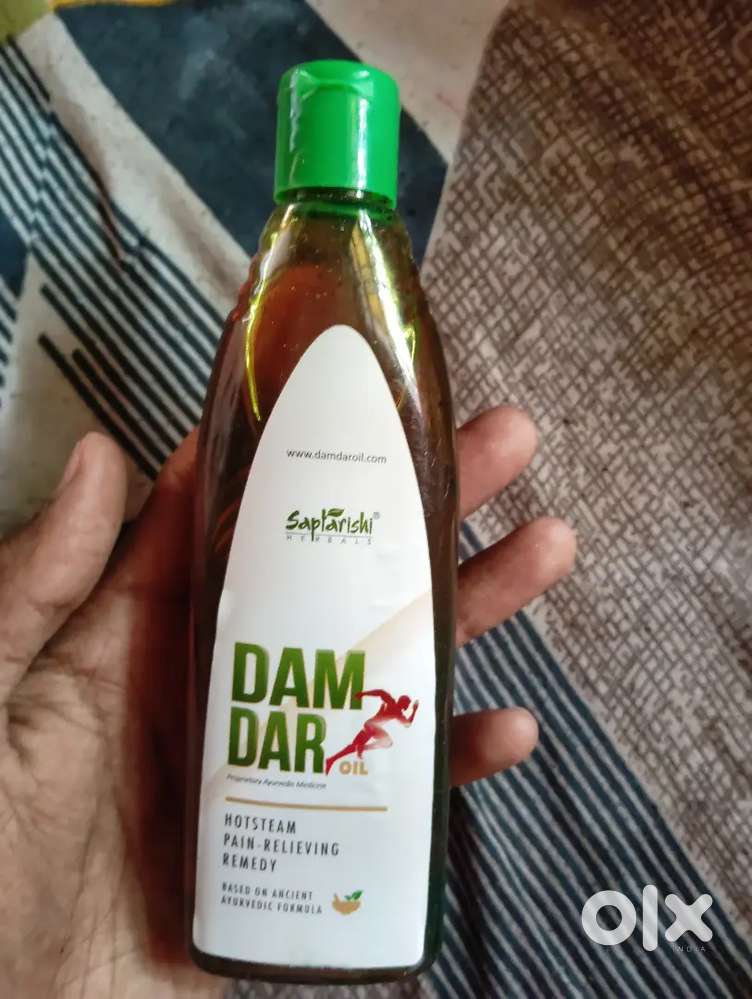 www.damdaroil.com
Saptarishi®
HERBALS
DAM
DAR
OIL
Proprietary Ayurvedic Medicine
HOTSTEAM
PAIN-RELIEVING
REMEDY
BASED ON ANCIENT
AYURVEDIC FORMULA
olx
INDIA